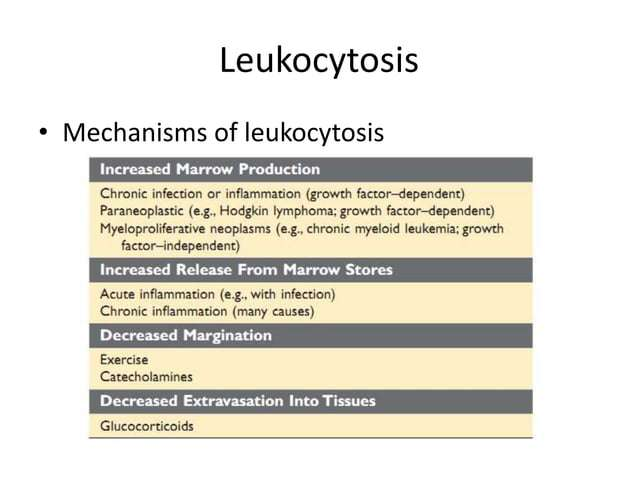 Leukocytosis
• Mechanisms of leukocytosis
Increased Marrow Production
Chronic infection or inflammation (growth factor–dependent)
Paraneoplastic (e.g., Hodgkin lymphoma; growth factor–dependent)
Myeloproliferative neoplasms (e.g., chronic myeloid leukemia; growth
factor–independent)
Increased Release From Marrow Stores
Acute inflammation (e.g., with infection)
Chronic inflammation (many causes)
Decreased Margination
Exercise
Catecholamines
Decreased Extravasation Into Tissues
Glucocorticoids